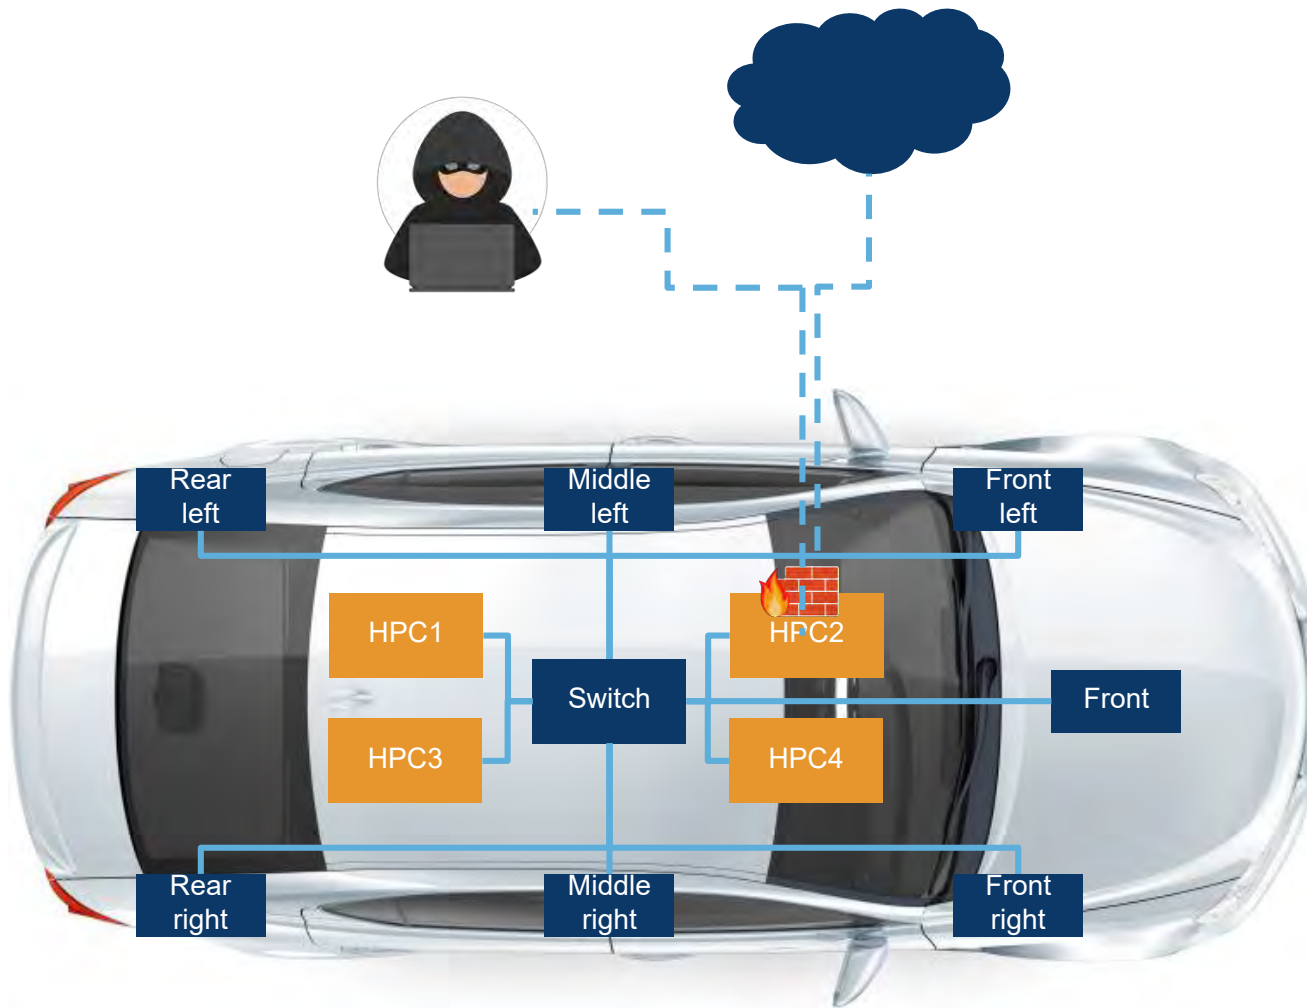 Rear
left
Middle
left
Front
left
HPC1
HPC2
Switch
Front
HPC3
HPC4
Rear
right
Middle
right
Front
right